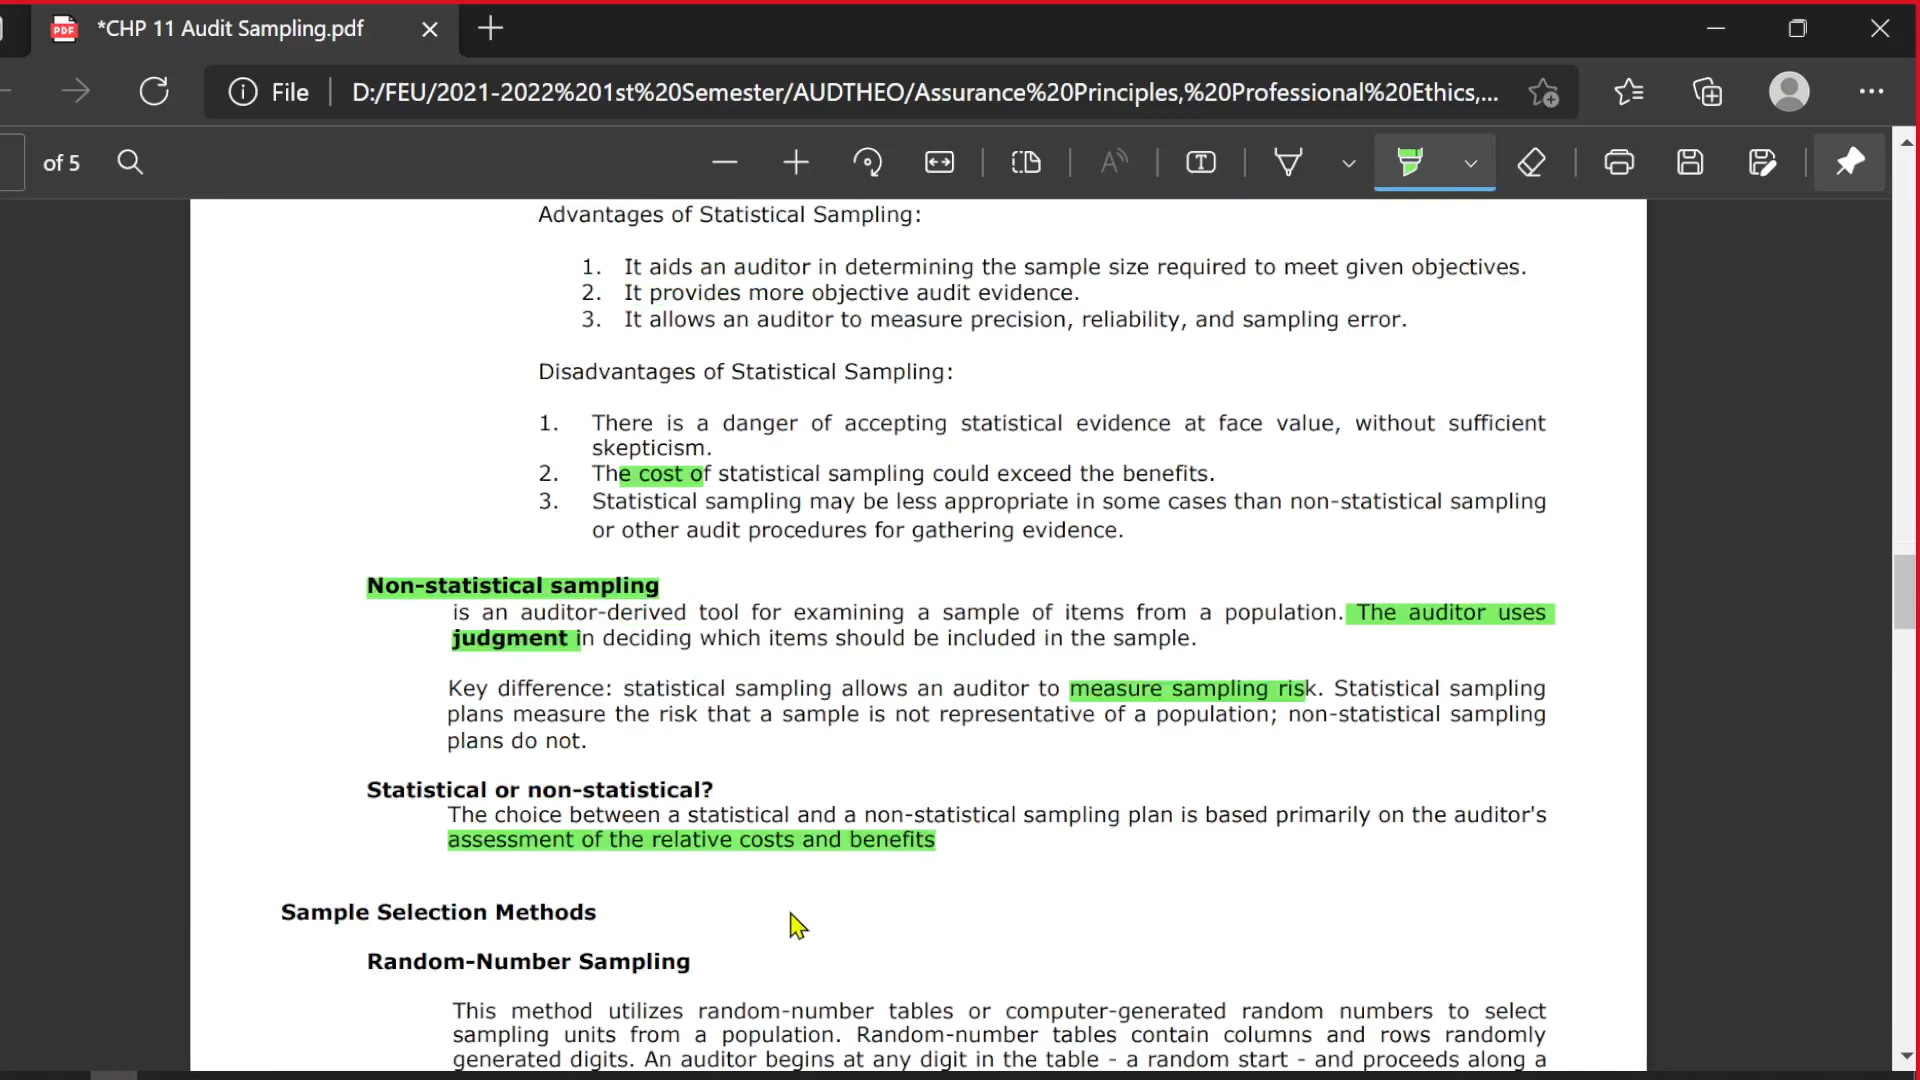 *CHP 11 Audit Sampling.pdf
File
D:/FEU/2021-2022%201st%20Semester/AUDTHEO/Assurance%20Principles,%20Professional%20Ethics,...
of 5
Advantages of Statistical Sampling:
1. It aids an auditor in determining the sample size required to meet given objectives.
2. It provides more objective audit evidence.
3. It allows an auditor to measure precision, reliability, and sampling error.
Disadvantages of Statistical Sampling:
1. There is a danger of accepting statistical evidence at face value, without sufficient
skepticism.
2. The cost of statistical sampling could exceed the benefits.
3. Statistical sampling may be less appropriate in some cases than non-statistical sampling
or other audit procedures for gathering evidence.
Non-statistical sampling
is an auditor-derived tool for examining a sample of items from a population. The auditor uses
judgment in deciding which items should be included in the sample.
Key difference: statistical sampling allows an auditor to measure sampling risk. Statistical sampling
plans measure the risk that a sample is not representative of a population; non-statistical sampling
plans do not.
Statistical or non-statistical?
The choice between a statistical and a non-statistical sampling plan is based primarily on the auditor's
assessment of the relative costs and benefits
Sample Selection Methods
Random-Number Sampling
This method utilizes random-number tables or computer-generated random numbers to select
sampling units from a population. Random-number tables contain columns and rows randomly
generated digits. An auditor begins at any digit in the table - a random start - and proceeds along a